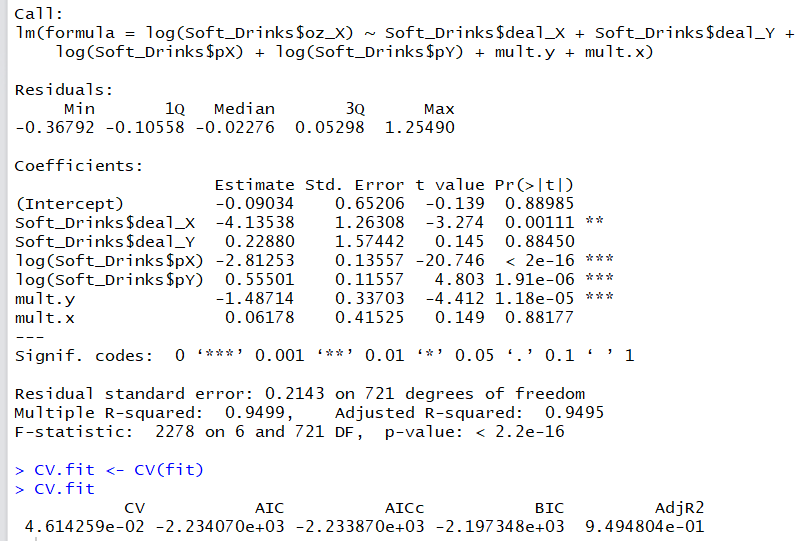 Call:
lm(formula = log(Soft_Drinks$oz_X) ~ Soft_Drinks$deal_X + Soft_Drinks$deal_Y +
    log(Soft_Drinks$pX) + log(Soft_Drinks$pY) + mult.y + mult.x)

Residuals:
     Min       1Q   Median       3Q      Max
-0.36792 -0.10558 -0.02276  0.05298  1.25490

Coefficients:
                    Estimate Std. Error t value Pr(>|t|)
(Intercept)         -0.09034    0.65206  -0.139  0.88985
Soft_Drinks$deal_X  -4.13538    1.26308  -3.274  0.00111 **
Soft_Drinks$deal_Y   0.22880    1.57442   0.145  0.88450
log(Soft_Drinks$pX) -2.81253    0.13557 -20.746  < 2e-16 ***
log(Soft_Drinks$pY)  0.55501    0.11557   4.803 1.91e-06 ***
mult.y              -1.48714    0.33703  -4.412 1.18e-05 ***
mult.x               0.06178    0.41525   0.149  0.88177
---
Signif. codes:  0 ‘***’ 0.001 ‘**’ 0.01 ‘*’ 0.05 ‘.’ 0.1 ‘ ’ 1

Residual standard error: 0.2143 on 721 degrees of freedom
Multiple R-squared:  0.9499,    Adjusted R-squared:  0.9495
F-statistic:  2278 on 6 and 721 DF,  p-value: < 2.2e-16

> CV.fit <- CV(fit)
> CV.fit
           CV           AIC          AICc           BIC         AdjR2
 4.614259e-02 -2.234070e+03 -2.233870e+03 -2.197348e+03  9.494804e-01